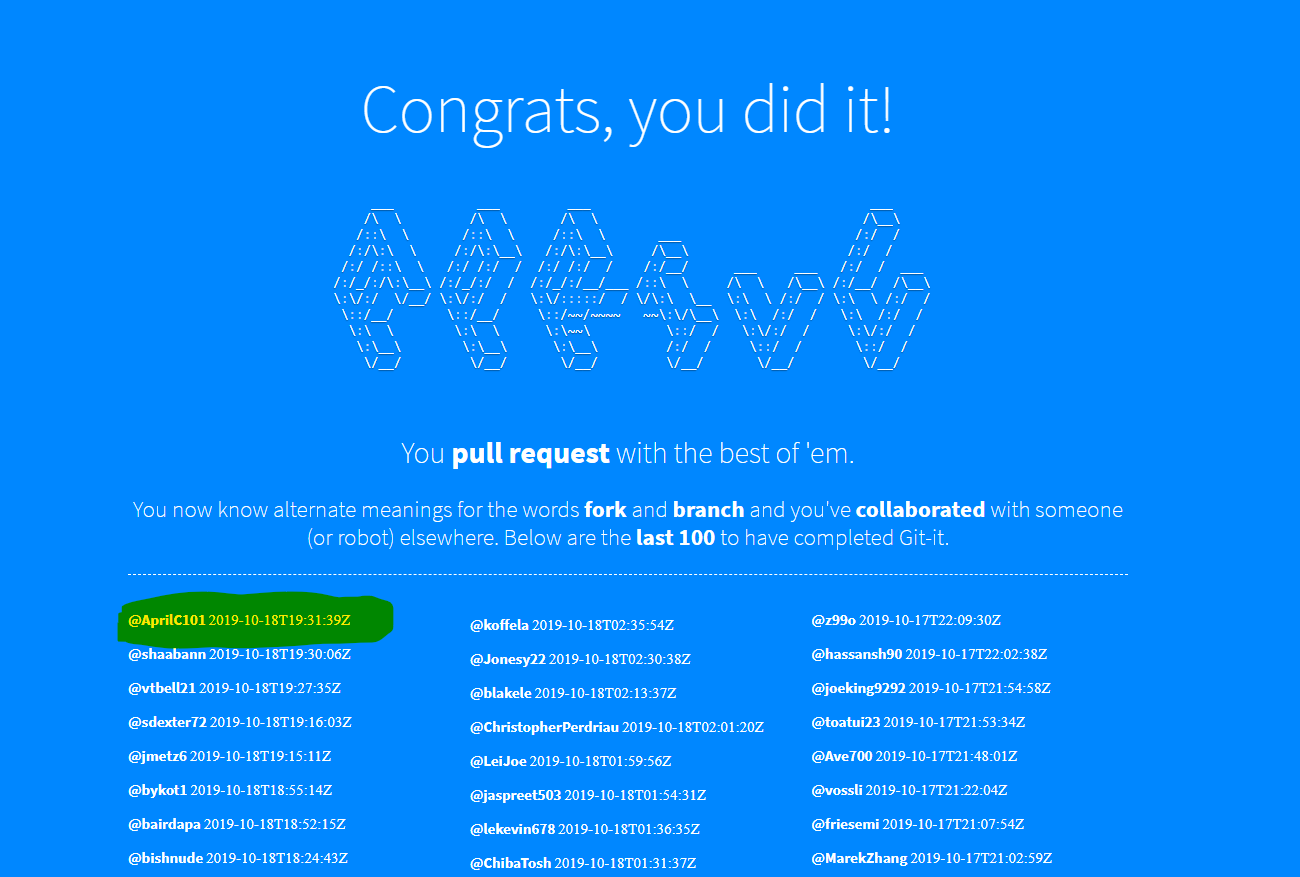 Congrats, you did it!
You pull request with the best of 'em.
You now know alternate meanings for the words fork and branch and you've collaborated with someone
(or robot) elsewhere. Below are the last 100 to have completed Git-it.
@AprilC101 2019-10-18T19:31:39Z
@shaabann 2019-10-18T19:30:06Z
@vtbell21 2019-10-18T19:27:35Z
@sdexter72 2019-10-18T19:16:03Z
@jmetz6 2019-10-18T19:15:11Z
@bykot1 2019-10-18T18:55:14Z
@bairdapa 2019-10-18T18:52:15Z
@bishnude 2019-10-18T18:24:43Z
@koffela 2019-10-18T02:35:54Z
@Jonesy22 2019-10-18T02:30:38Z
@blakele 2019-10-18T02:13:37Z
@ChristopherPerdriau 2019-10-18T02:01:20Z
@LeiJoe 2019-10-18T01:59:56Z
@jaspreet503 2019-10-18T01:54:31Z
@lekevin678 2019-10-18T01:36:35Z
@ChibaTosh 2019-10-18T01:31:37Z
@z99o 2019-10-17T22:09:30Z
@hassansh90 2019-10-17T22:02:38Z
@joeking9292 2019-10-17T21:54:58Z
@toatui23 2019-10-17T21:53:34Z
@Ave700 2019-10-17T21:48:01Z
@vossli 2019-10-17T21:22:04Z
@friesemi 2019-10-17T21:07:54Z
@MarekZhang 2019-10-17T21:02:59Z